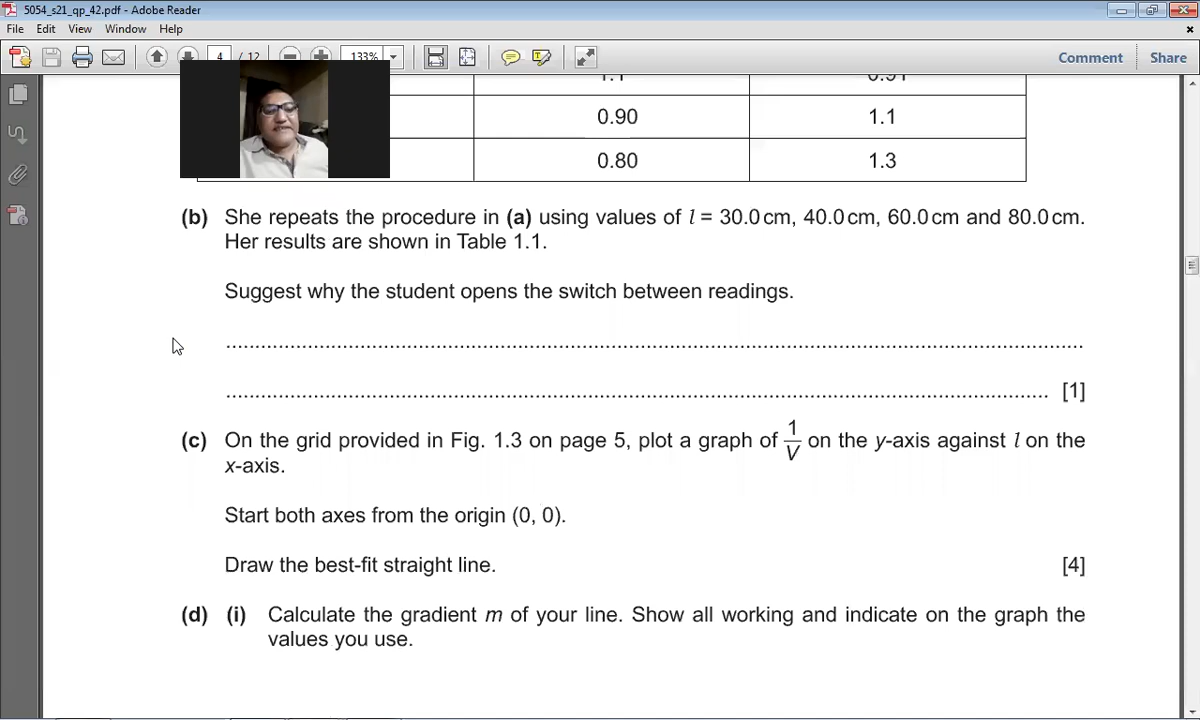 5054_s21_qp_42.pdf - Adobe Reader
File Edit View Window Help
4 / 12 133% Comment Share
0.90 1.1
0.80 1.3
(b) She repeats the procedure in (a) using values of l = 30.0 cm, 40.0 cm, 60.0 cm and 80.0 cm.
Her results are shown in Table 1.1.
Suggest why the student opens the switch between readings.
..........................................................................................................................................
.................................................................................................................................... [1]
(c) On the grid provided in Fig. 1.3 on page 5, plot a graph of 1/V on the y-axis against l on the
x-axis.
Start both axes from the origin (0, 0).
Draw the best-fit straight line. [4]
(d) (i) Calculate the gradient m of your line. Show all working and indicate on the graph the
values you use.